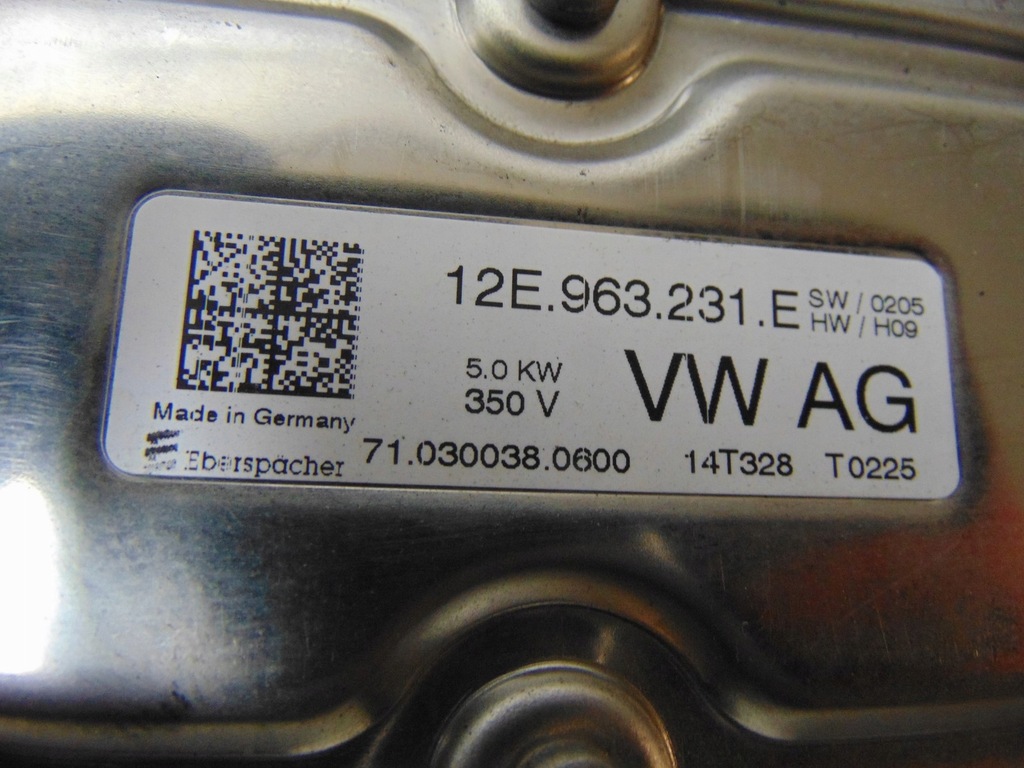 12E.963.231.E SW / 0205
HW / H09
5.0 KW
350 V
VW AG
Made in Germany
Eberspächer 71.030038.0600 14T328 T0225